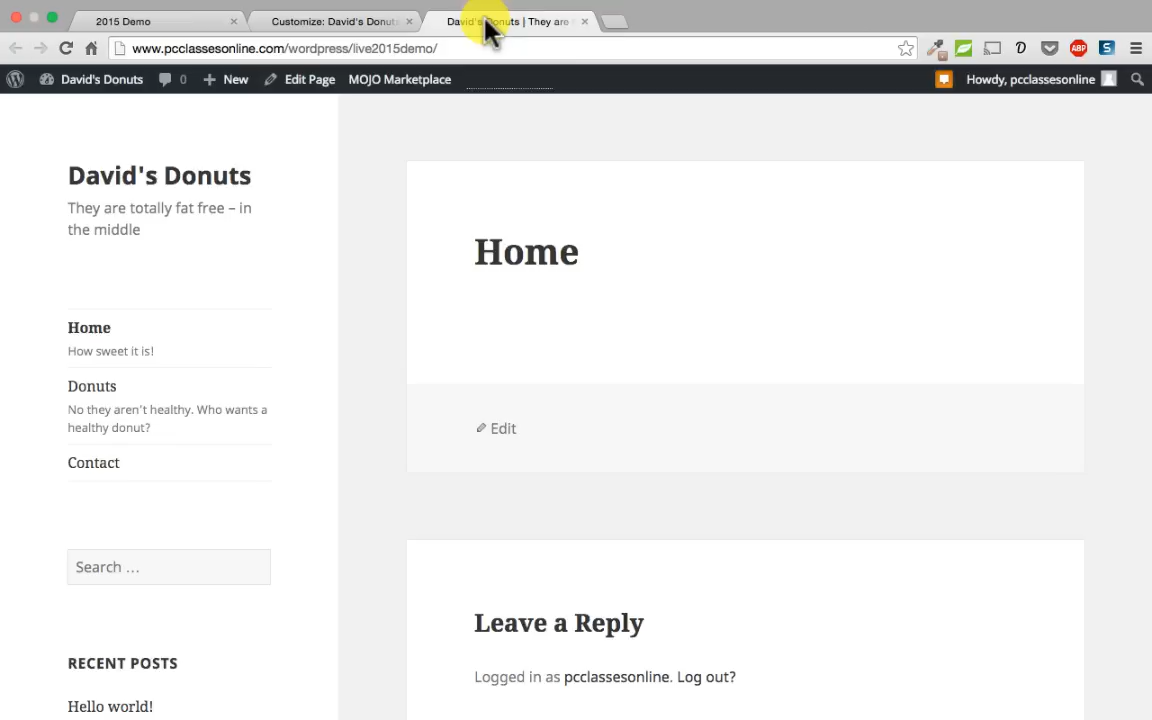 2015 Demo
Customize: David's Donuts
David's Donuts | They are
www.pcclassesonline.com/wordpress/live2015demo/
David's Donuts
0
New
Edit Page
MOJO Marketplace
Howdy, pcclassesonline
David's Donuts
They are totally fat free – in
the middle
Home
How sweet it is!
Donuts
No they aren't healthy. Who wants a
healthy donut?
Contact
Search …
RECENT POSTS
Hello world!
Home
Edit
Leave a Reply
Logged in as pcclassesonline. Log out?